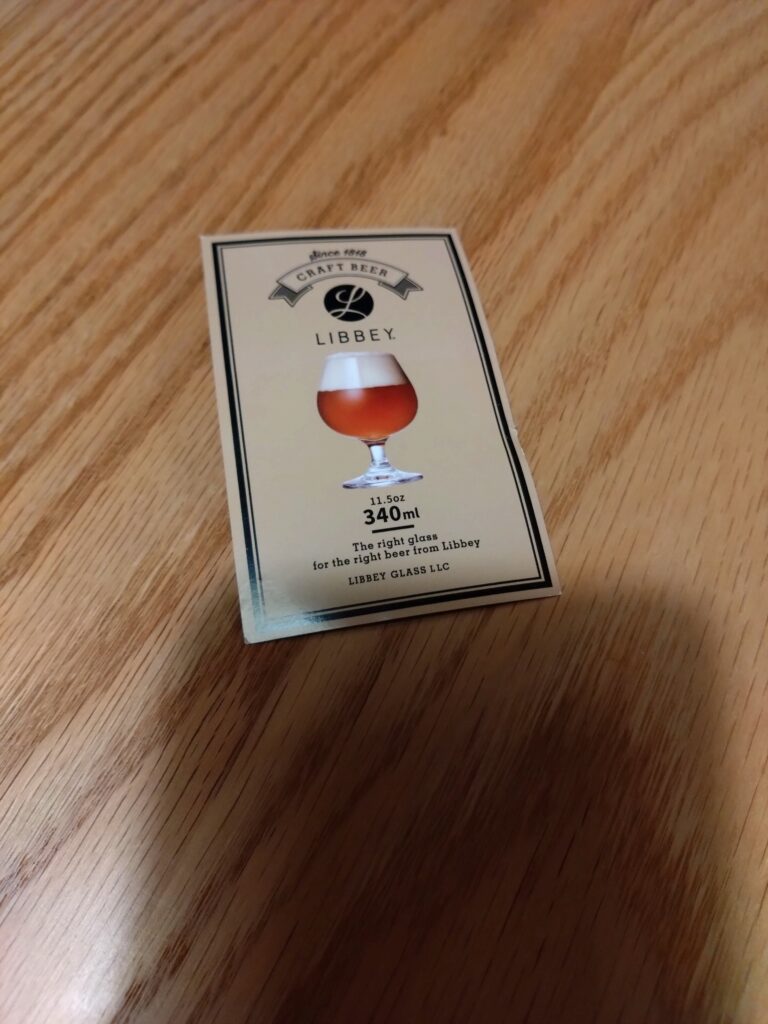 since 1818
CRAFT BEER
L
LIBBEY.
11.5oz
340ml
The right glass
for the right beer from Libbey
LIBBEY GLASS LLC